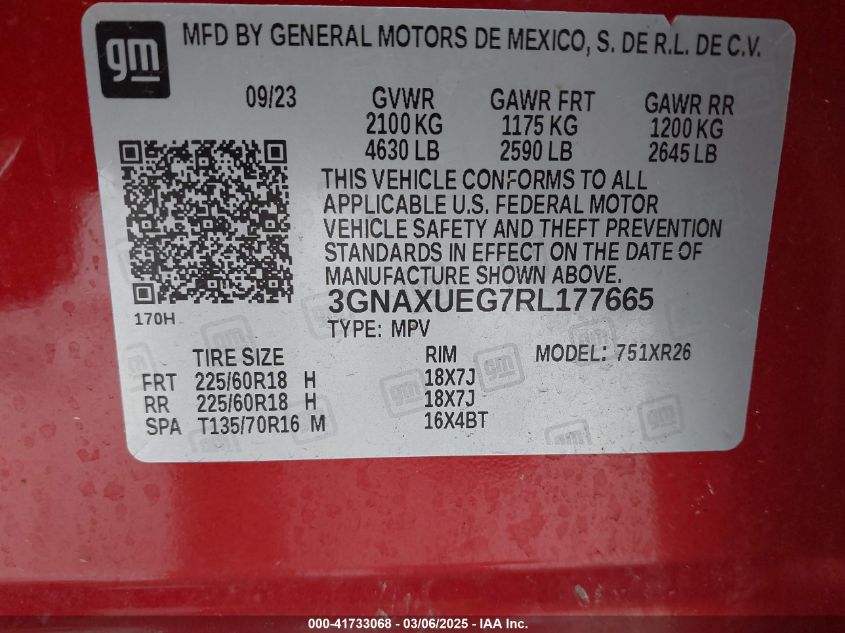 gm
MFD BY GENERAL MOTORS DE MEXICO, S. DE R.L. DE C.V.
09/23 GVWR GAWR FRT GAWR RR
2100 KG 1175 KG 1200 KG
4630 LB 2590 LB 2645 LB
THIS VEHICLE CONFORMS TO ALL
APPLICABLE U.S. FEDERAL MOTOR
VEHICLE SAFETY AND THEFT PREVENTION
STANDARDS IN EFFECT ON THE DATE OF
MANUFACTURE SHOWN ABOVE.
3GNAXUEG7RL177665
170H
TYPE: MPV
TIRE SIZE RIM MODEL: 751XR26
FRT 225/60R18 H 18X7J
RR 225/60R18 H 18X7J
SPA T135/70R16 M 16X4BT
000-41733068 - 03/06/2025 - IAA Inc.